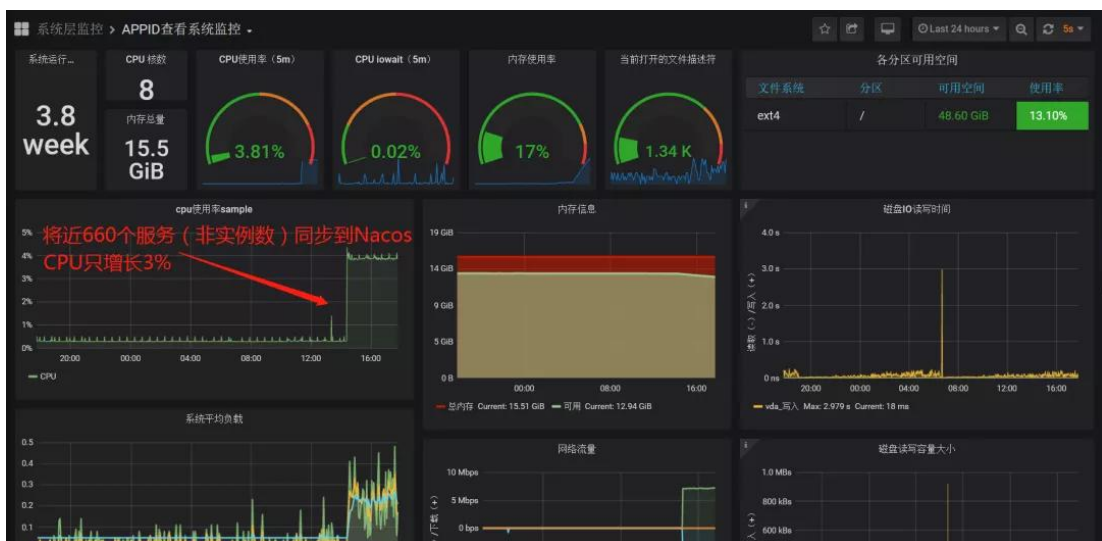 系统层监控 > APPID查看系统监控
Last 24 hours
5s
系统运行...
3.8
week
CPU 核数
8
内存总量
15.5
GiB
CPU使用率（5m）
3.81%
CPU iowait（5m）
0.02%
内存使用率
17%
当前打开的文件描述符
1.34 K
各分区可用空间
文件系统 分区 可用空间 使用率
ext4 / 48.60 GiB 13.10%
cpu使用率sample
将近660个服务（非实例数）同步到Nacos
CPU只增长3%
5%
4%
3%
2%
1%
0%
20:00 00:00 04:00 08:00 12:00 16:00
CPU
内存信息
19 GiB
14 GiB
9 GiB
5 GiB
0 B
00:00 08:00 16:00
总内存 Current: 15.51 GiB 可用 Current: 12.94 GiB
磁盘IO读写时间
4.0 s
3.0 s
2.0 s
1.0 s
0 ns
读取（-）/写入（+）
20:00 00:00 04:00 08:00 12:00 16:00
vda_写入 Max: 2.979 s Current: 18 ms
系统平均负载
0.5
0.4
0.3
0.2
0.1
网络流量
10 Mbps
5 Mbps
0 bps
/下载（+）
磁盘读写容量大小
1.0 MBs
800 kBs
600 kBs